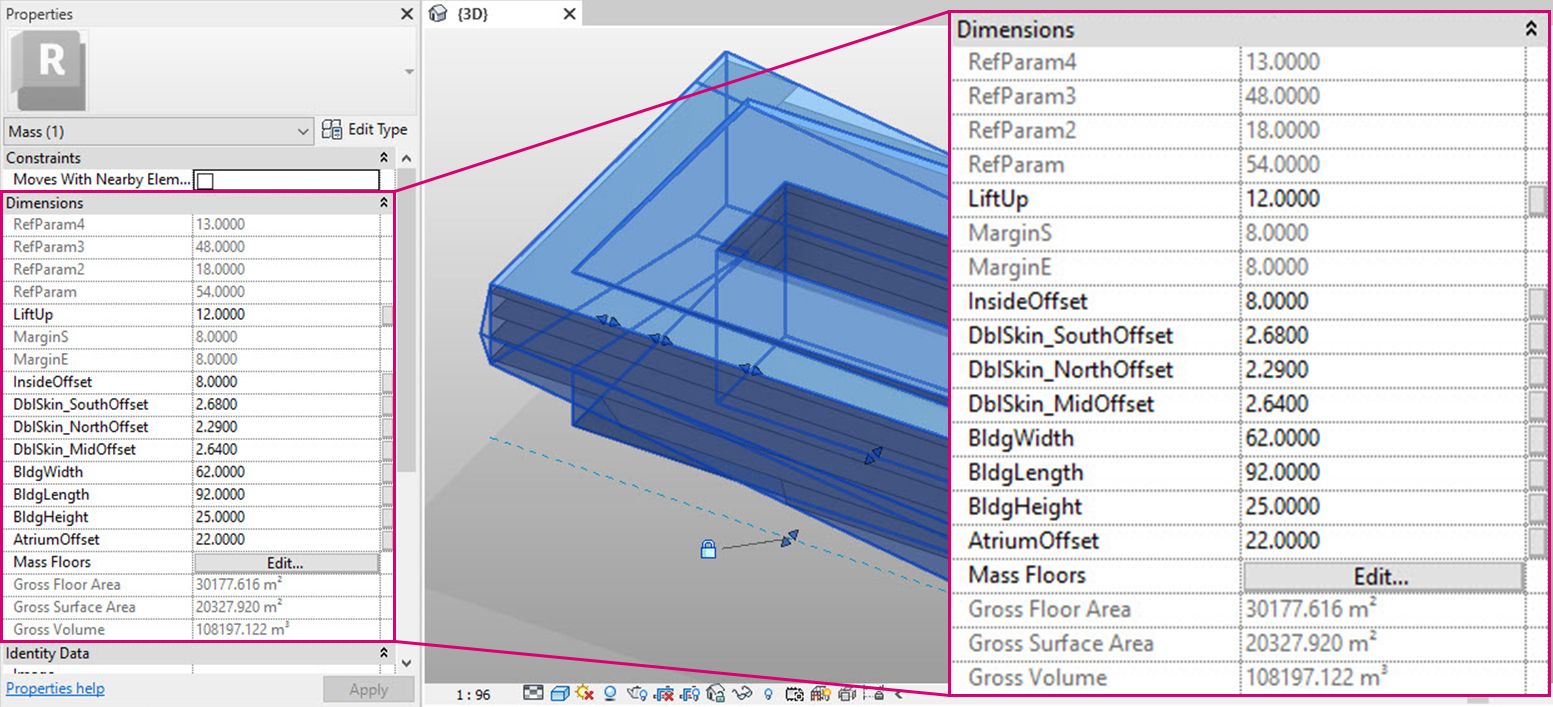 Properties
R
Mass (1)
Edit Type
Constraints
Moves With Nearby Elem...
Dimensions
RefParam4 13.0000
RefParam3 48.0000
RefParam2 18.0000
RefParam 54.0000
LiftUp 12.0000
MarginS 8.0000
MarginE 8.0000
InsideOffset 8.0000
DblSkin_SouthOffset 2.6800
DblSkin_NorthOffset 2.2900
DblSkin_MidOffset 2.6400
BldgWidth 62.0000
BldgLength 92.0000
BldgHeight 25.0000
AtriumOffset 22.0000
Mass Floors Edit...
Gross Floor Area 30177.616 m²
Gross Surface Area 20327.920 m²
Gross Volume 108197.122 m³
Identity Data
Properties help
Apply
{3D}
1 : 96
Dimensions
RefParam4 13.0000
RefParam3 48.0000
RefParam2 18.0000
RefParam 54.0000
LiftUp 12.0000
MarginS 8.0000
MarginE 8.0000
InsideOffset 8.0000
DblSkin_SouthOffset 2.6800
DblSkin_NorthOffset 2.2900
DblSkin_MidOffset 2.6400
BldgWidth 62.0000
BldgLength 92.0000
BldgHeight 25.0000
AtriumOffset 22.0000
Mass Floors Edit...
Gross Floor Area 30177.616 m²
Gross Surface Area 20327.920 m²
Gross Volume 108197.122 m³